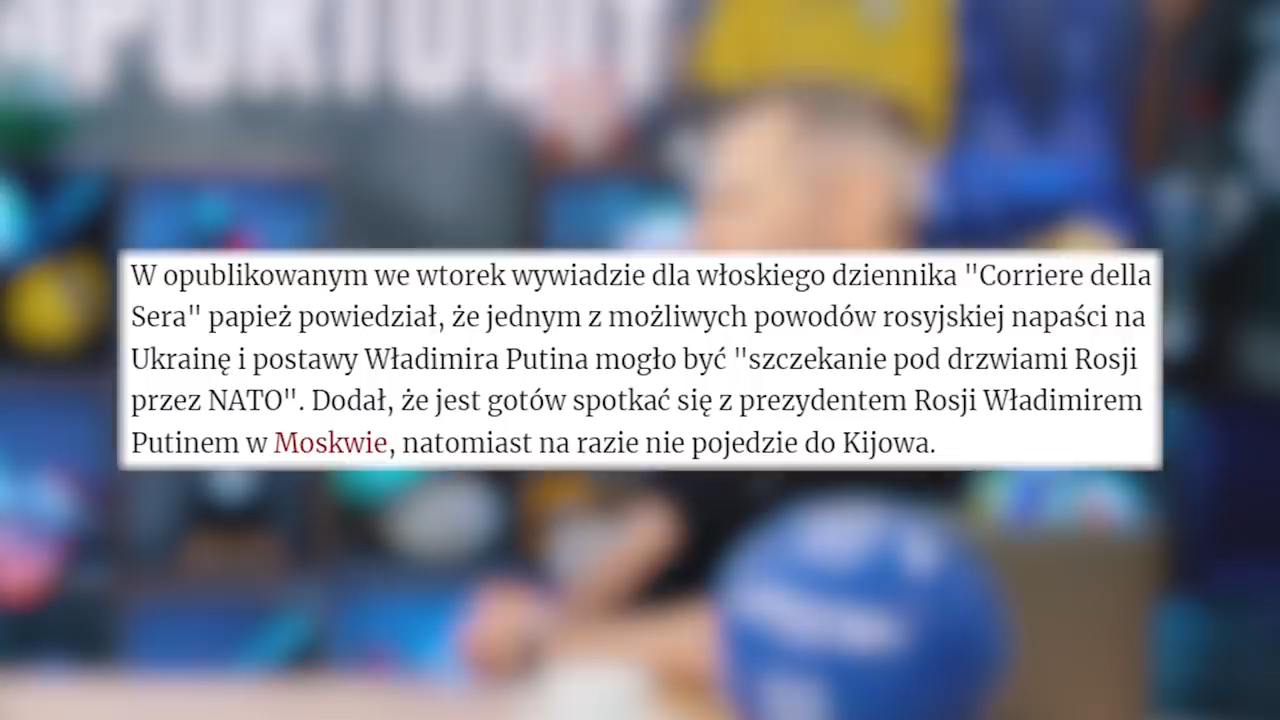 W opublikowanym we wtorek wywiadzie dla włoskiego dziennika "Corriere della
Sera" papież powiedział, że jednym z możliwych powodów rosyjskiej napaści na
Ukrainę i postawy Władimira Putina mogło być "szczekanie pod drzwiami Rosji
przez NATO". Dodał, że jest gotów spotkać się z prezydentem Rosji Władimirem
Putinem w Moskwie, natomiast na razie nie pojedzie do Kijowa.